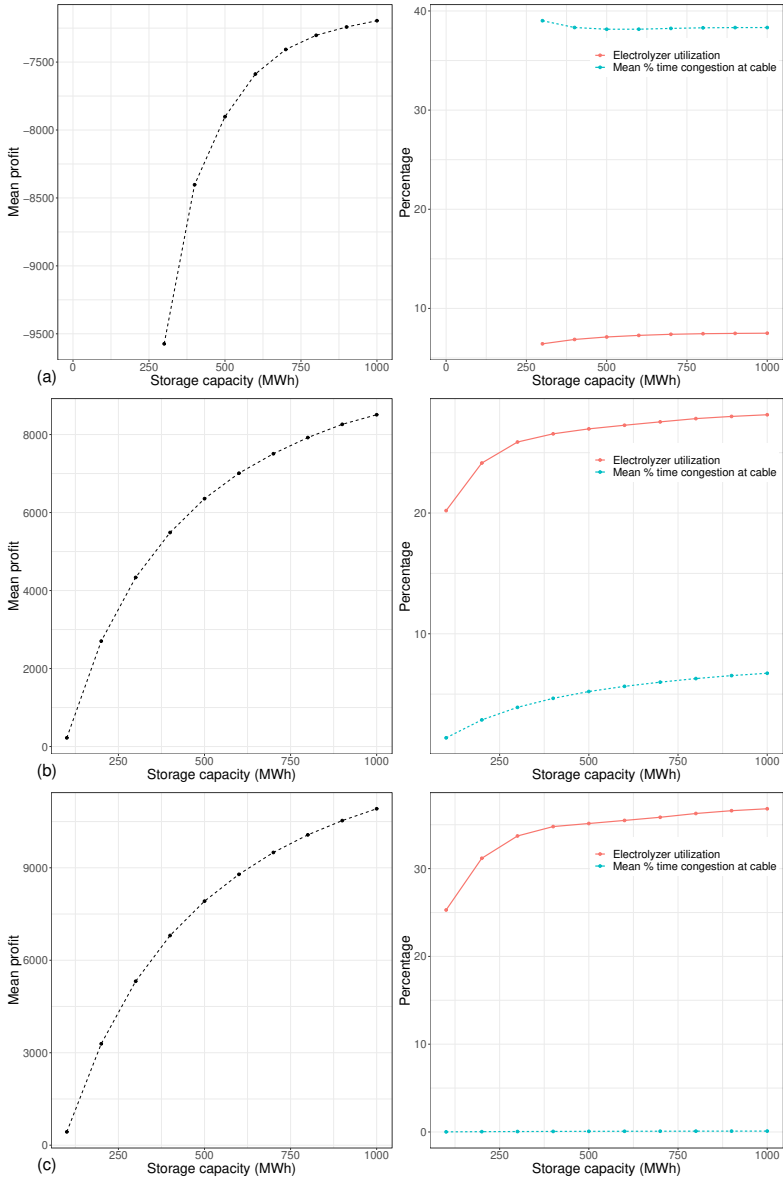 Mean profit
−7500
−8000
−8500
−9000
−9500
0
250
500
750
1000
Storage capacity (MWh)
(a)
Percentage
40
30
20
10
Electrolyzer utilization
Mean % time congestion at cable
0
250
500
750
1000
Storage capacity (MWh)
Mean profit
8000
6000
4000
2000
0
250
500
750
1000
Storage capacity (MWh)
(b)
Percentage
20
10
Electrolyzer utilization
Mean % time congestion at cable
250
500
750
1000
Storage capacity (MWh)
Mean profit
9000
6000
3000
0
250
500
750
1000
Storage capacity (MWh)
(c)
Percentage
30
20
10
0
Electrolyzer utilization
Mean % time congestion at cable
250
500
750
1000
Storage capacity (MWh)